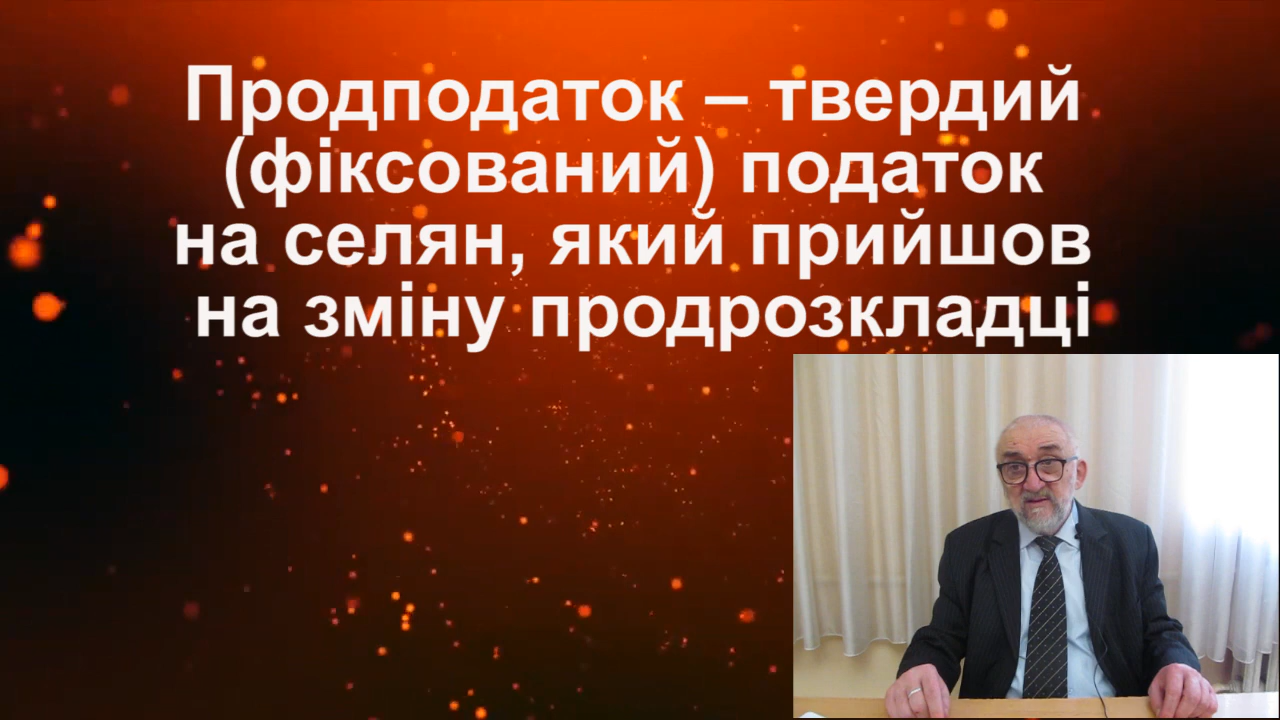 Продподаток – твердий
(фіксований) податок
на селян, який прийшов
на зміну продрозкладці